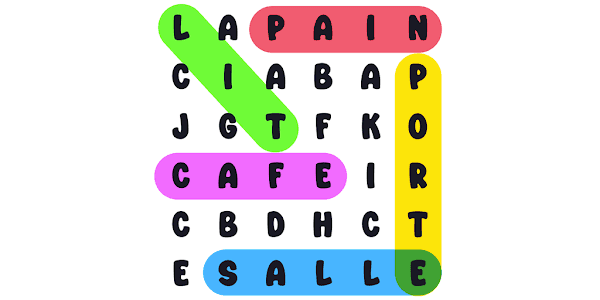 L A P A I N
C I A B A P
J G T F K O
C A F E I R
C B D H C T
E S A L L E